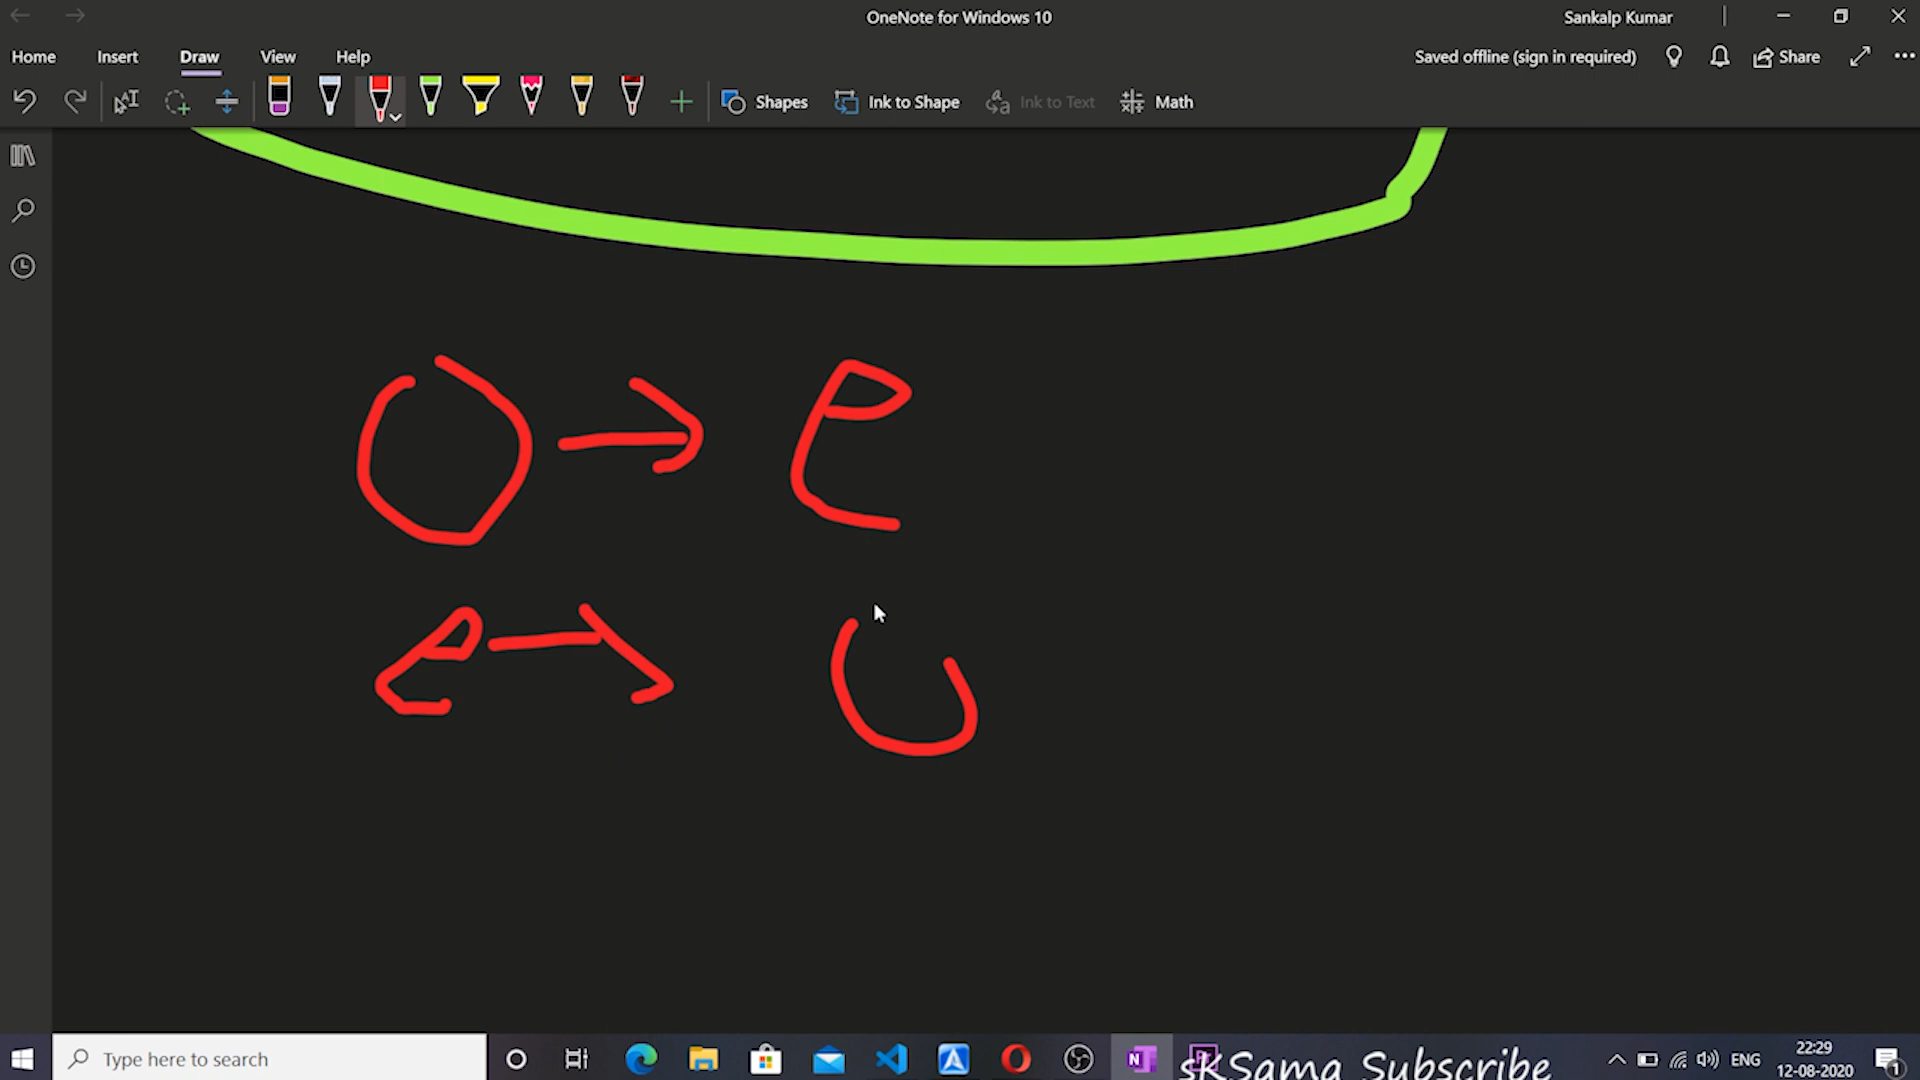 OneNote for Windows 10
Sankalp Kumar
Home Insert Draw View Help
Saved offline (sign in required)
Share
Shapes
Ink to Shape
Ink to Text
Math
O → e
e → O
Type here to search
sKSama Subscribe
ENG
22:29
12-08-2020
1